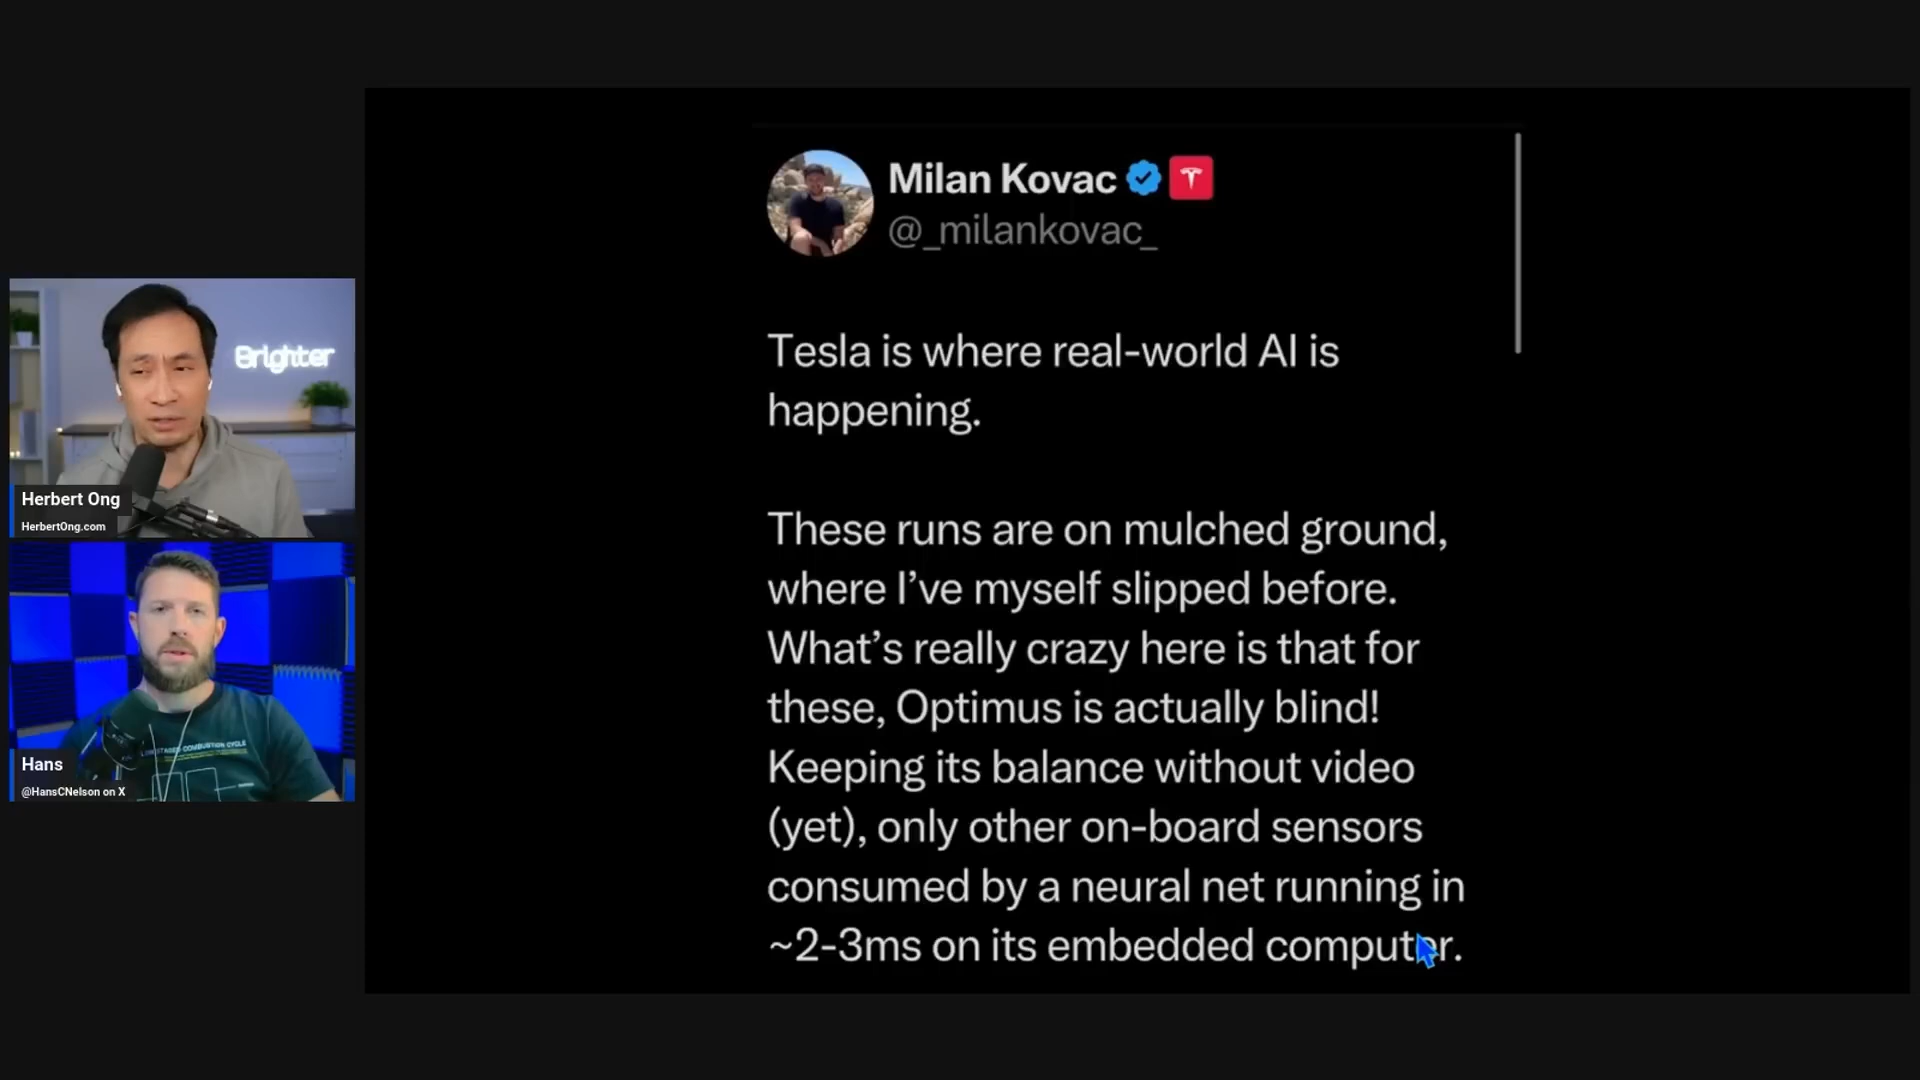 Milan Kovac
@_milankovac_
Tesla is where real-world AI is
happening.
These runs are on mulched ground,
where I've myself slipped before.
What's really crazy here is that for
these, Optimus is actually blind!
Keeping its balance without video
(yet), only other on-board sensors
consumed by a neural net running in
~2-3ms on its embedded computer.
Brighter
Herbert Ong
HerbertOng.com
COMBUSTION CYCLE
Hans
@HansCNelson on X